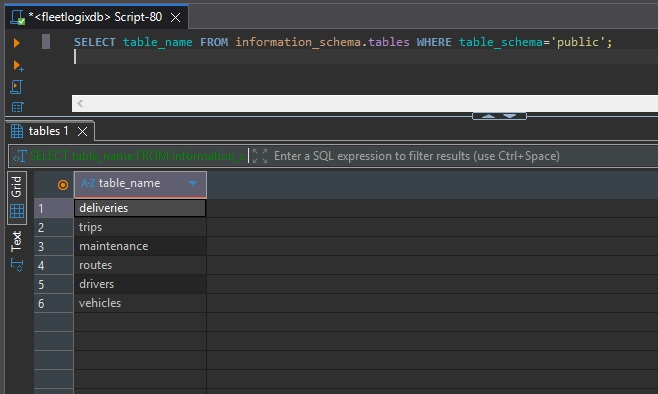 *<fleetlogixdb> Script-80
SELECT table_name FROM information_schema.tables WHERE table_schema='public';
tables 1
SELECT table_name FROM information_s Enter a SQL expression to filter results (use Ctrl+Space)
Grid
Text
A-Z table_name
1 deliveries
2 trips
3 maintenance
4 routes
5 drivers
6 vehicles